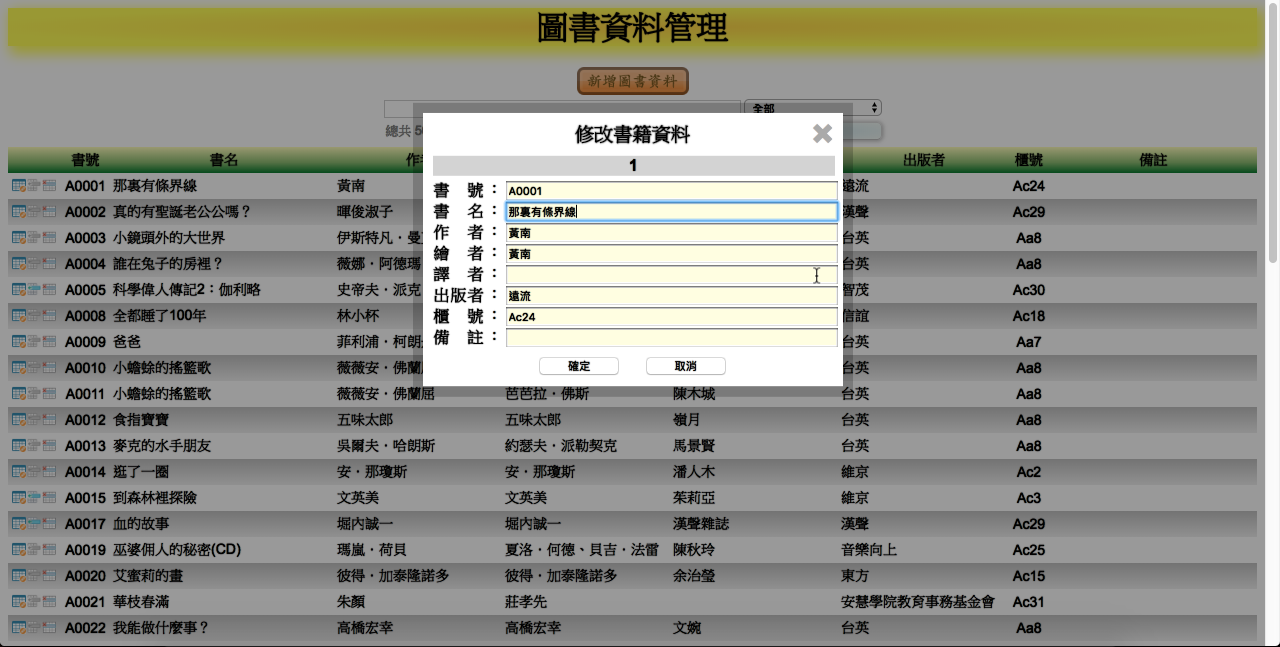 圖書資料管理
新增圖書資料
全部
總共 5
修改書籍資料
1
書號：A0001
書名：那裏有條界線
作者：黃南
繪者：黃南
譯者：
出版者：遠流
櫃號：Ac24
備註：
確定 取消
書號 書名 作 出版者 櫃號 備註
A0001 那裏有條界線 黃南 遠流 Ac24
A0002 真的有聖誕老公公嗎？ 暉俊淑子 漢聲 Ac29
A0003 小鏡頭外的大世界 伊斯特凡·曼 台英 Aa8
A0004 誰在兔子的房裡？ 薇娜·阿德瑪 台英 Aa8
A0005 科學偉人傳記2：伽利略 史帝夫·派克 智茂 Ac30
A0008 全都睡了100年 林小杯 信誼 Ac18
A0009 爸爸 菲利浦·柯朗 台英 Aa7
A0010 小蟾蜍的搖籃歌 薇薇安·佛蘭 台英 Aa8
A0011 小蟾蜍的搖籃歌 薇薇安·佛蘭屈 芭芭拉·佛斯 陳木城 台英 Aa8
A0012 食指寶寶 五味太郎 五味太郎 嶺月 台英 Aa8
A0013 麥克的水手朋友 吳爾夫·哈朗斯 約瑟夫·派勒契克 馬景賢 台英 Aa8
A0014 逛了一圈 安·那瓊斯 安·那瓊斯 潘人木 維京 Ac2
A0015 到森林裡探險 文英美 文英美 茱莉亞 維京 Ac3
A0017 血的故事 堀內誠一 堀內誠一 漢聲雜誌 漢聲 Ac29
A0019 巫婆佣人的秘密(CD) 瑪嵐·荷貝 夏洛·何德、貝吉·法雷 陳秋玲 音樂向上 Ac25
A0020 艾蜜莉的畫 彼得·加泰隆諾多 彼得·加泰隆諾多 余治瑩 東方 Ac15
A0021 華枝春滿 朱顏 莊孝先 安慧學院教育事務基金會 Ac31
A0022 我能做什麼事？ 高橋宏幸 高橋宏幸 文婉 台英 Aa8